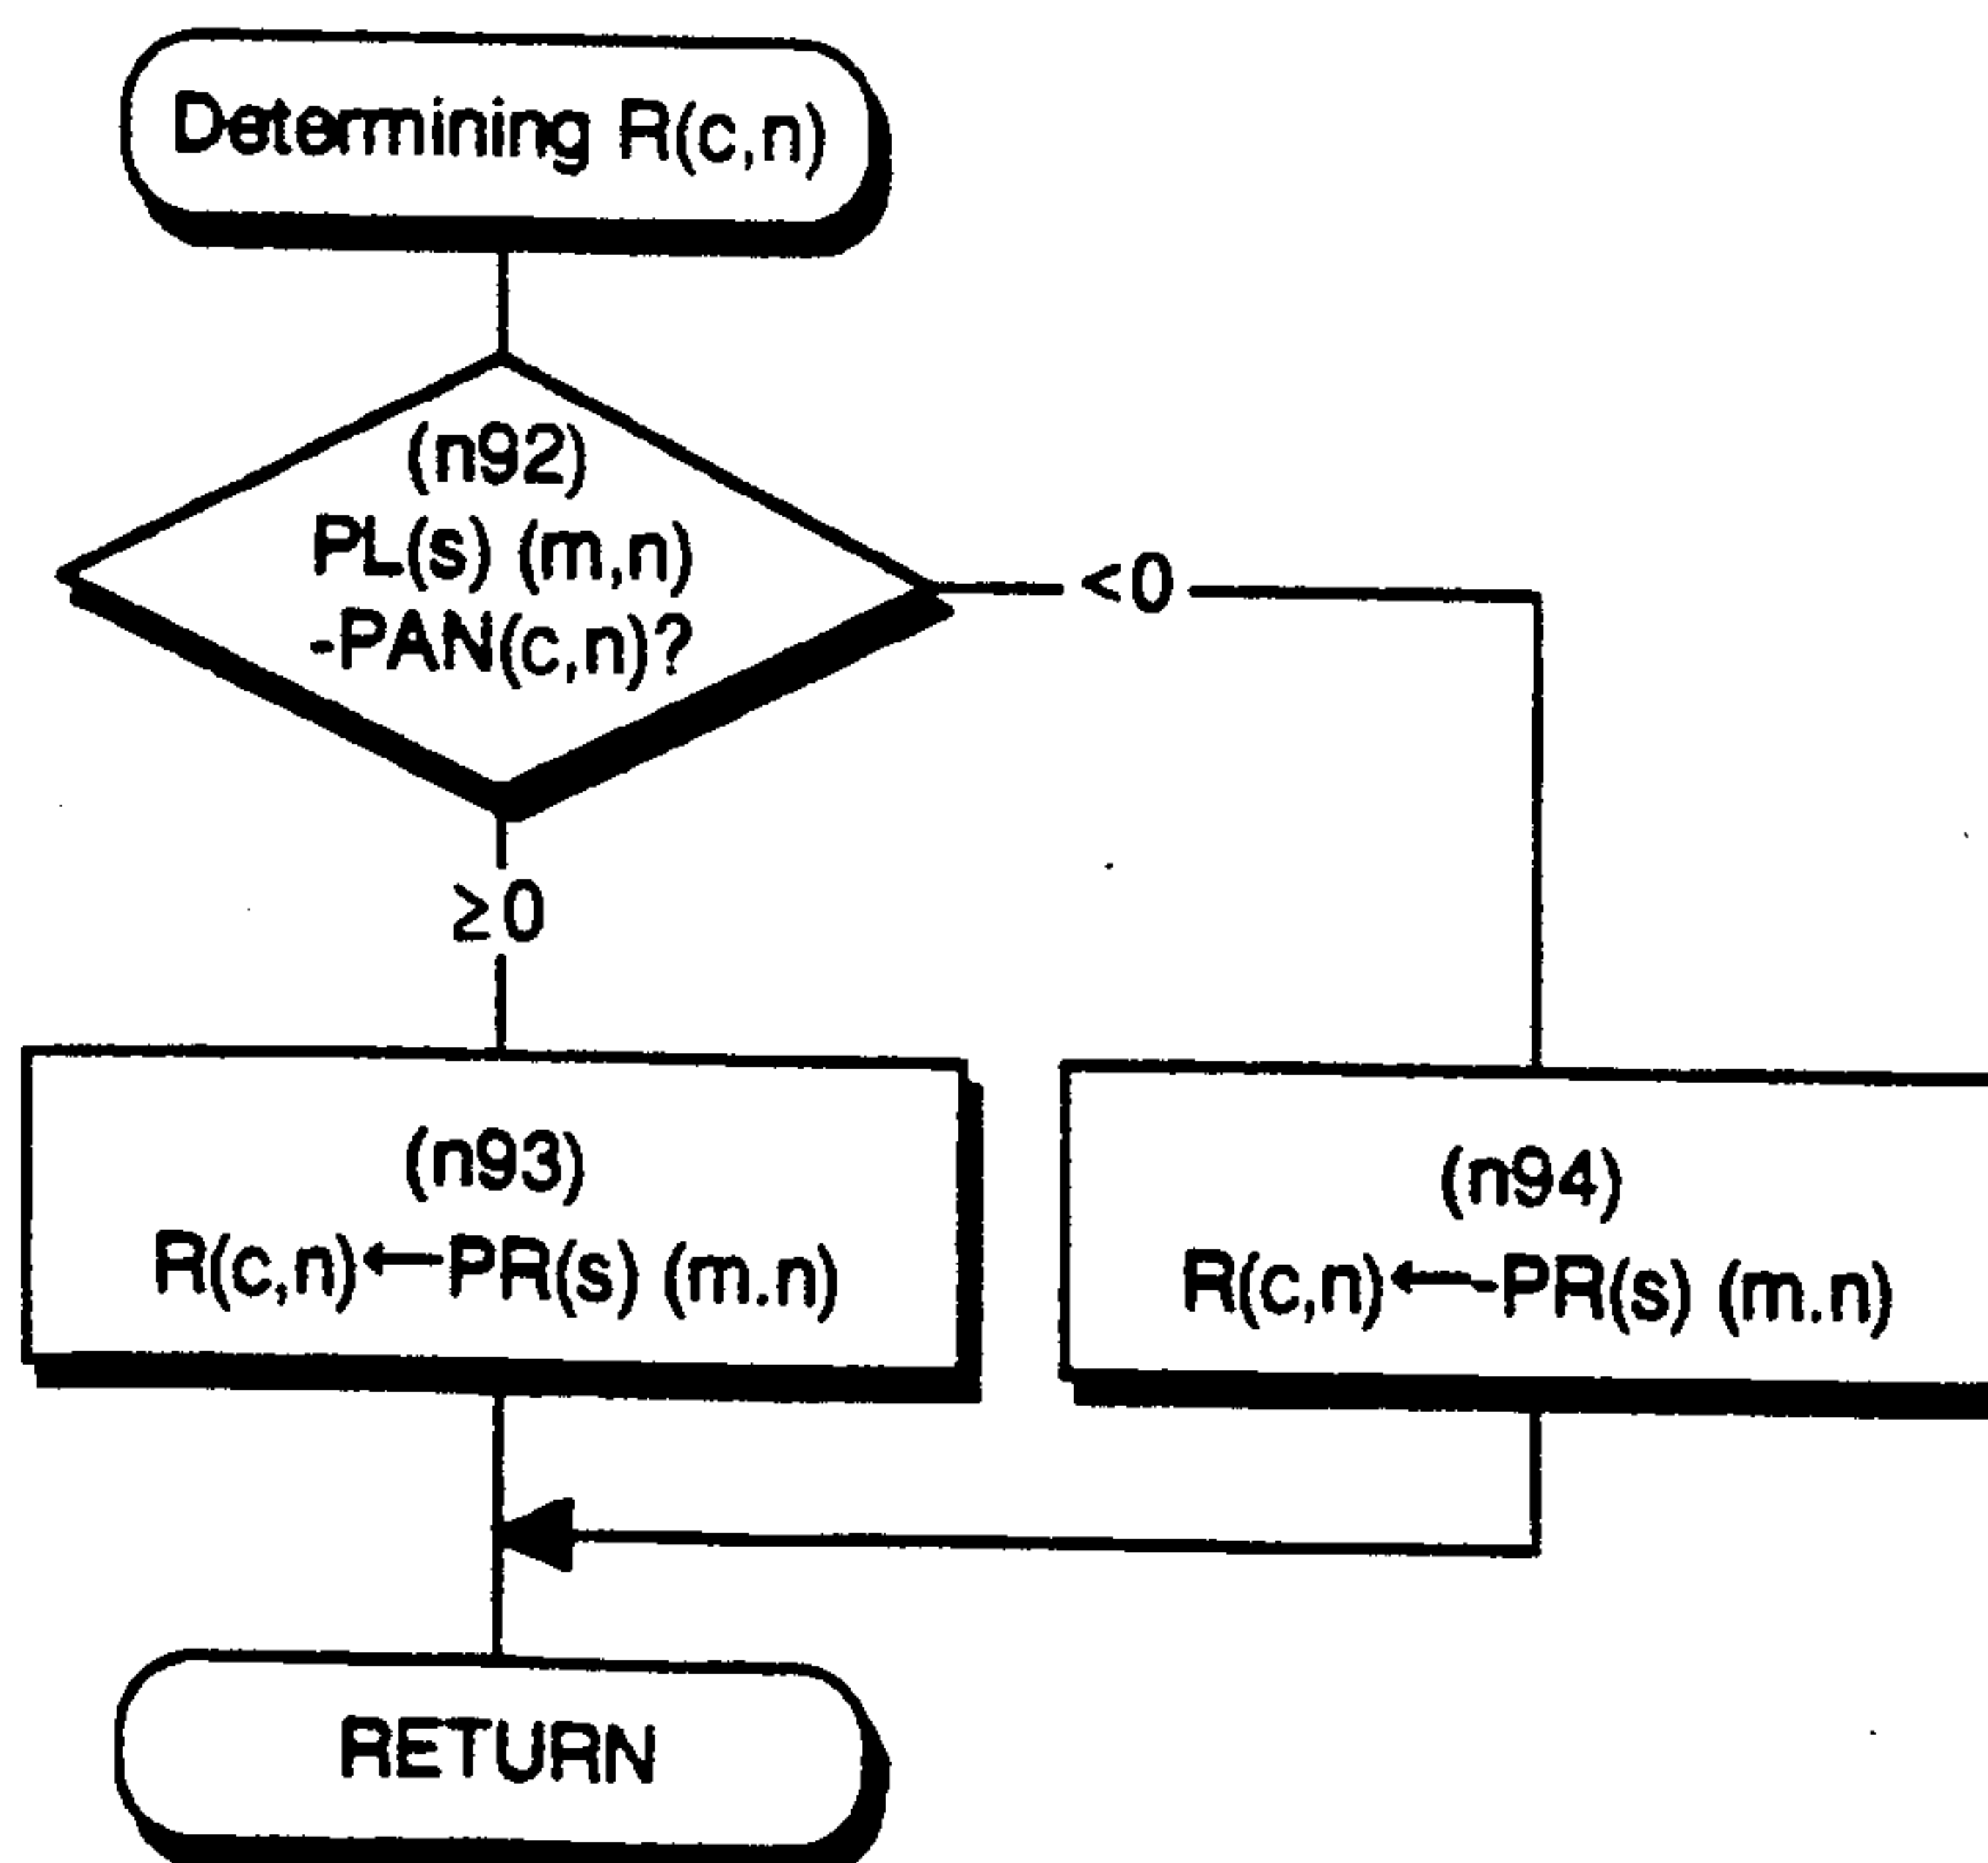 Determining R(c,n)
(n92)
PL(s) (m,n)
-PAN(c,n)?
<0
≥0
(n93)
R(c,n)←PR(s) (m.n)
(n94)
R(c,n)←-PR(s) (m.n)
RETURN